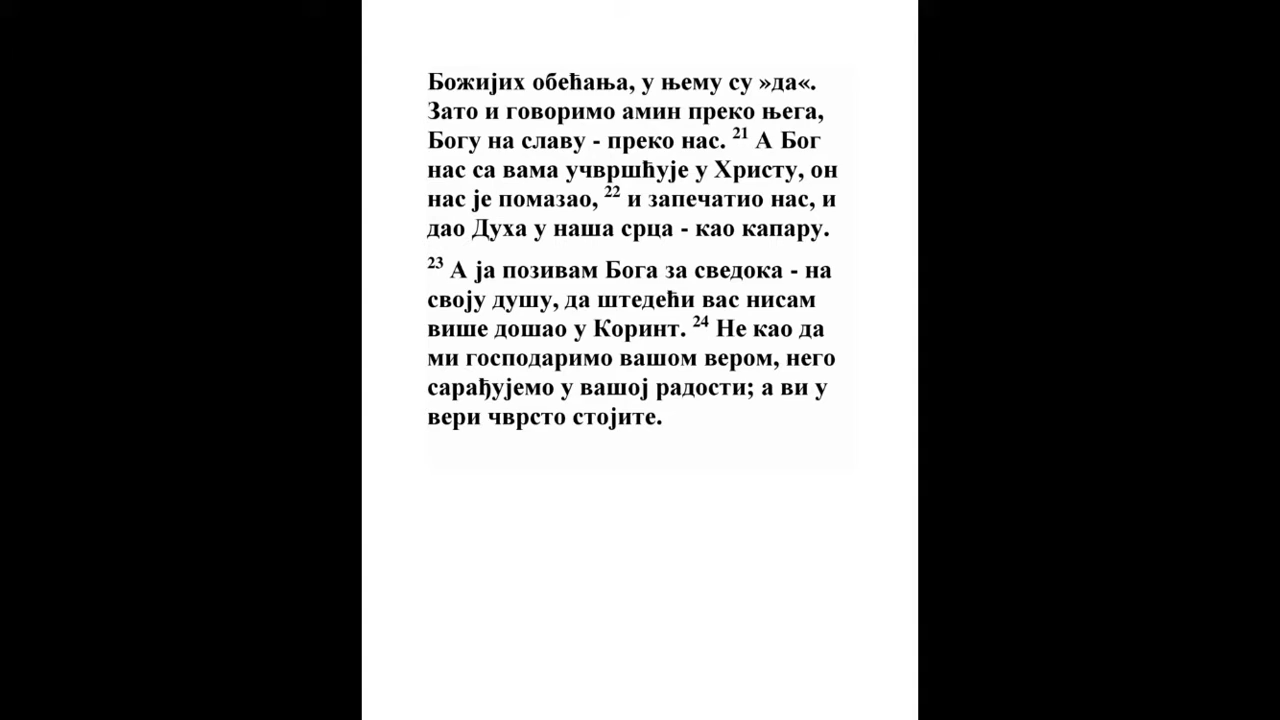 Божијих обећања, у њему су »да«.
Зато и говоримо амин преко њега,
Богу на славу - преко нас. 21 А Бог
нас са вама учвршћује у Христу, он
нас је помазао, 22 и запечатио нас, и
дао Духа у наша срца - као капару.
23 А ја позивам Бога за сведока - на
своју душу, да штедећи вас нисам
више дошао у Коринт. 24 Не као да
ми господаримо вашом вером, него
сарађујемо у вашој радости; а ви у
вери чврсто стојите.